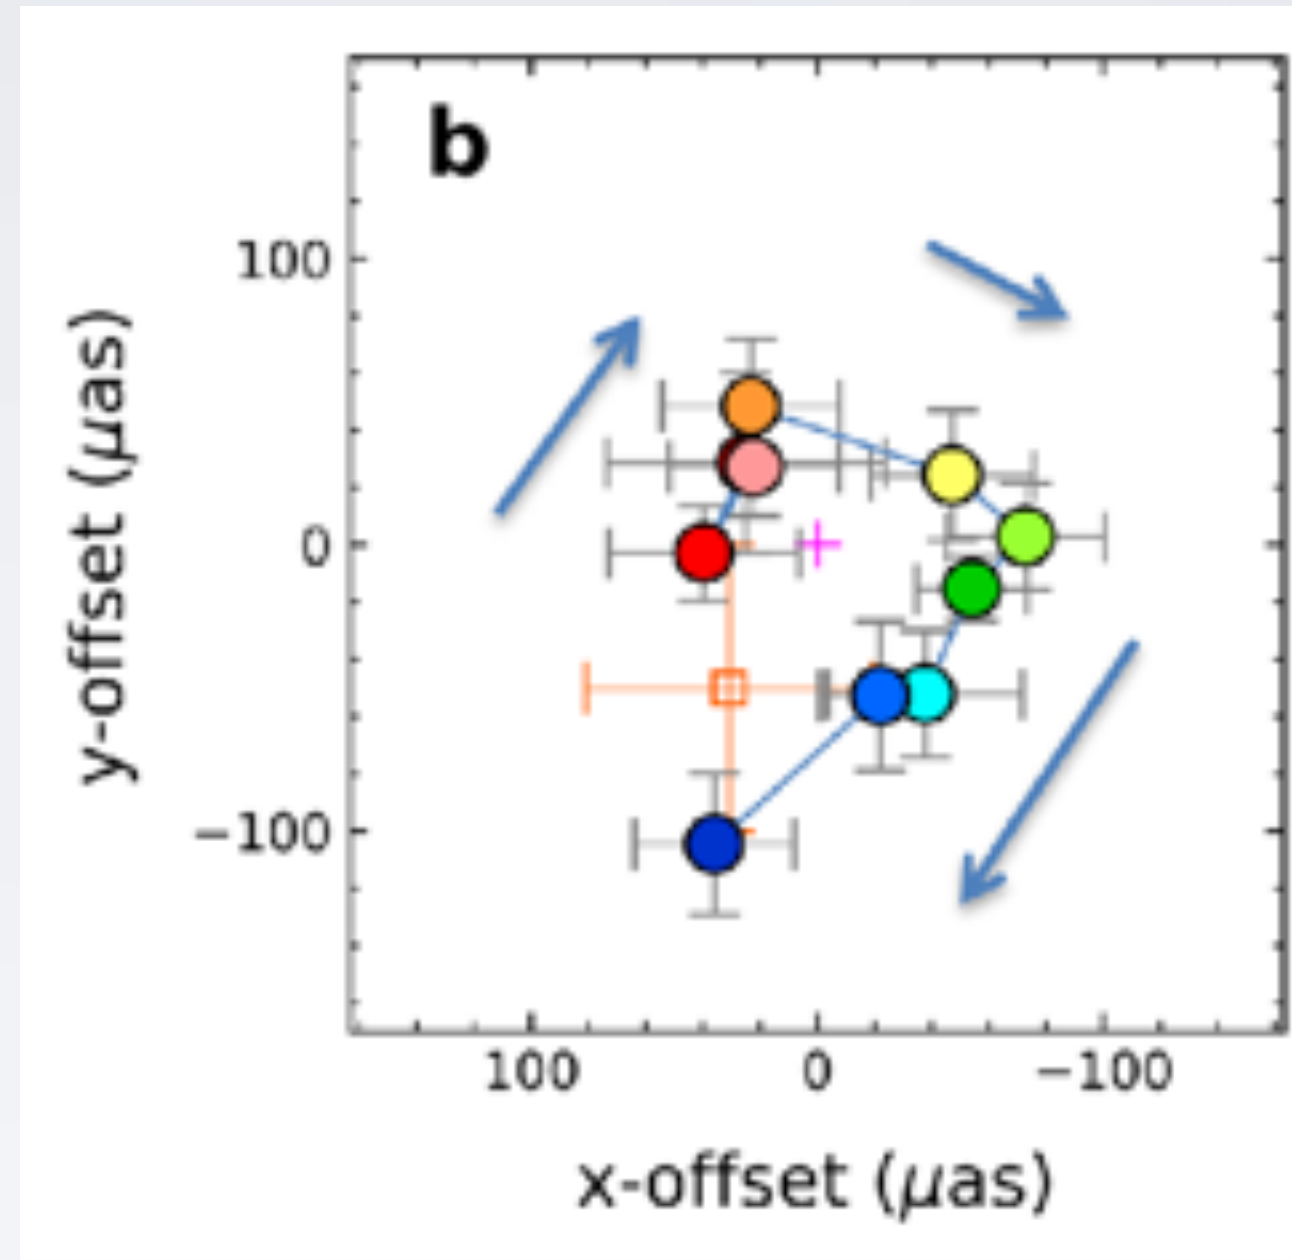 b
100
0
−100
y-offset (μas)
100 0 −100
x-offset (μas)